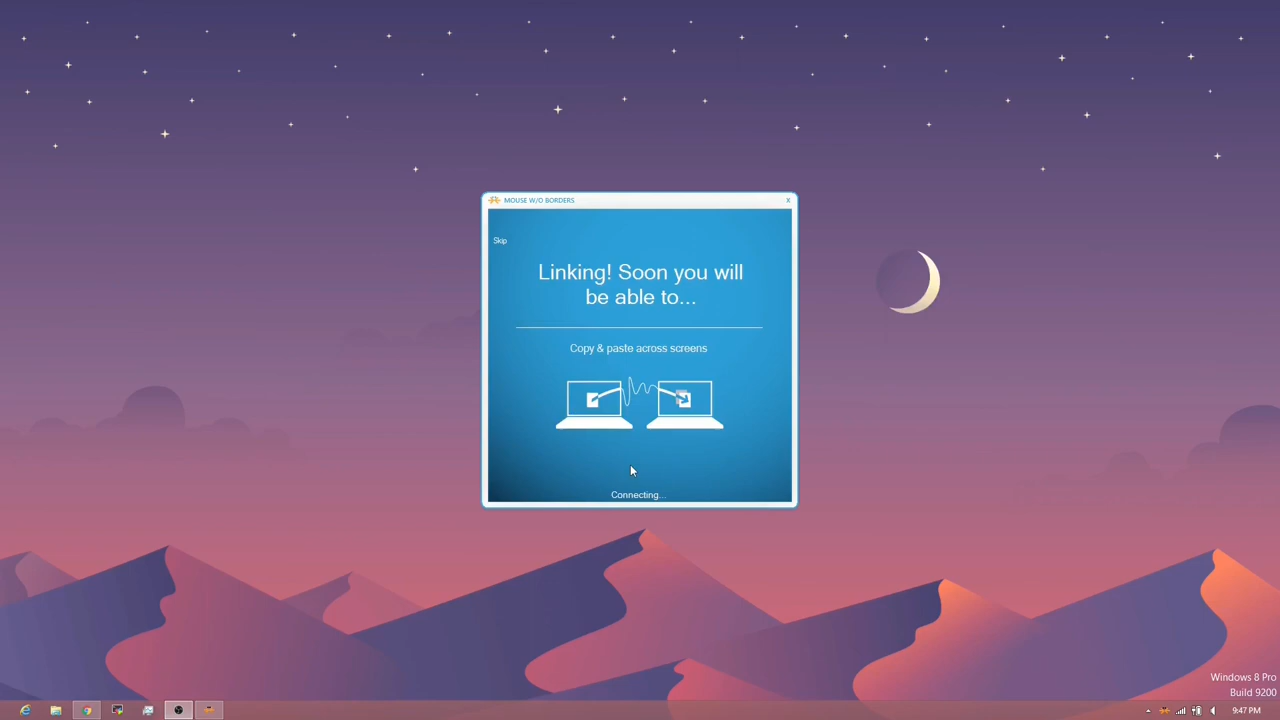 MOUSE W/O BORDERS
x
Skip
Linking! Soon you will
be able to...
Copy & paste across screens
Connecting...
Windows 8 Pro
Build 9200
9:47 PM